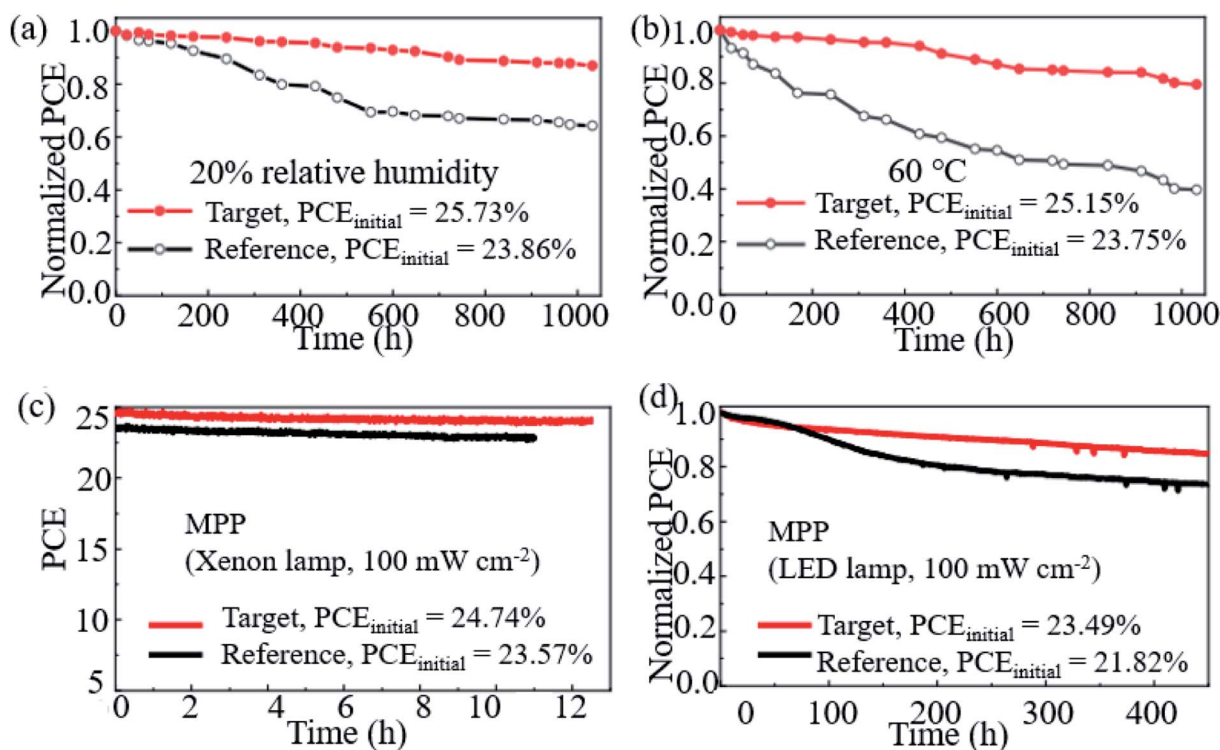 (a)
Normalized PCE
1.0
0.8
0.6
0.4
0.2
0.0
20% relative humidity
Target, PCEinitial = 25.73%
Reference, PCEinitial = 23.86%
0 200 400 600 800 1000
Time (h)
(b)
Normalized PCE
1.0
0.8
0.6
0.4
0.2
0.0
60 °C
Target, PCEinitial = 25.15%
Reference, PCEinitial = 23.75%
0 200 400 600 800 1000
Time (h)
(c)
PCE
25
20
25
15
10
5
MPP
(Xenon lamp, 100 mW cm-2)
Target, PCEinitial = 24.74%
Reference, PCEinitial = 23.57%
0 2 4 6 8 10 12
Time (h)
(d)
Normalized PCE
1.0
0.8
0.6
0.4
0.2
0.0
MPP
(LED lamp, 100 mW cm-2)
Target, PCEinitial = 23.49%
Reference, PCEinitial = 21.82%
0 100 200 300 400
Time (h)